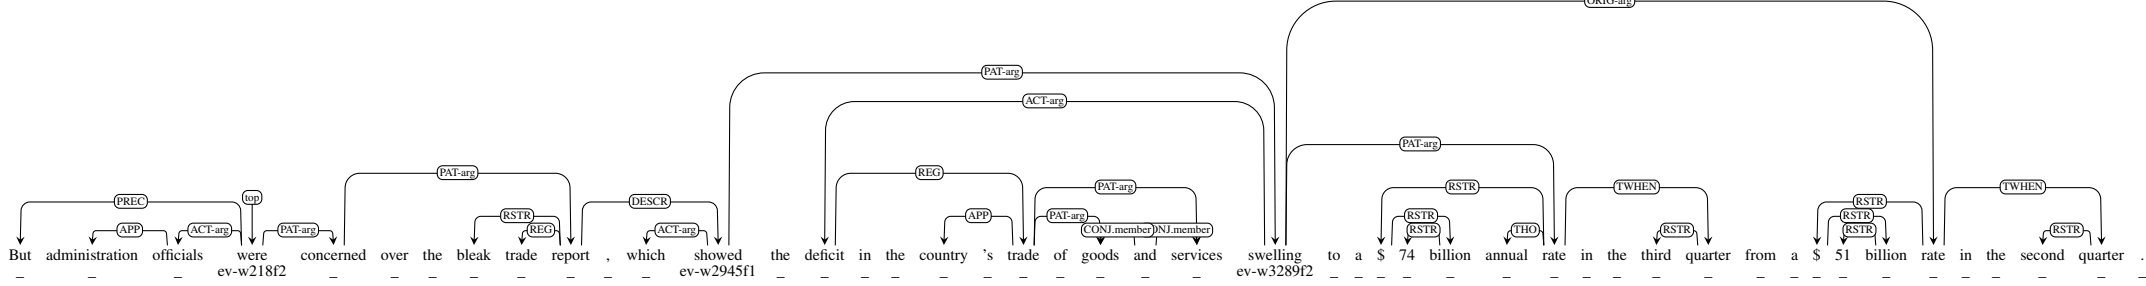 ORIG-arg
PAT-arg
ACT-arg
PAT-arg
PAT-arg REG
PAT-arg RSTR TWHEN TWHEN
PREC top DESCR RSTR
RSTR APP PAT-arg RSTR RSTR
APP ACT-arg PAT-arg REG ACT-arg CONJ.member ONJ.member RSTR THO RSTR RSTR RSTR
But administration officials were concerned over the bleak trade report , which showed the deficit in the country 's trade of goods and services swelling to a $ 74 billion annual rate in the third quarter from a $ 51 billion rate in the second quarter .
_ _ _ ev-w218f2 _ _ _ _ _ _ _ _ ev-w2945f1 _ _ _ _ _ _ _ _ _ _ _ ev-w3289f2 _ _ _ _ _ _ _ _ _ _ _ _ _ _ _ _ _ _ _ _ _ _